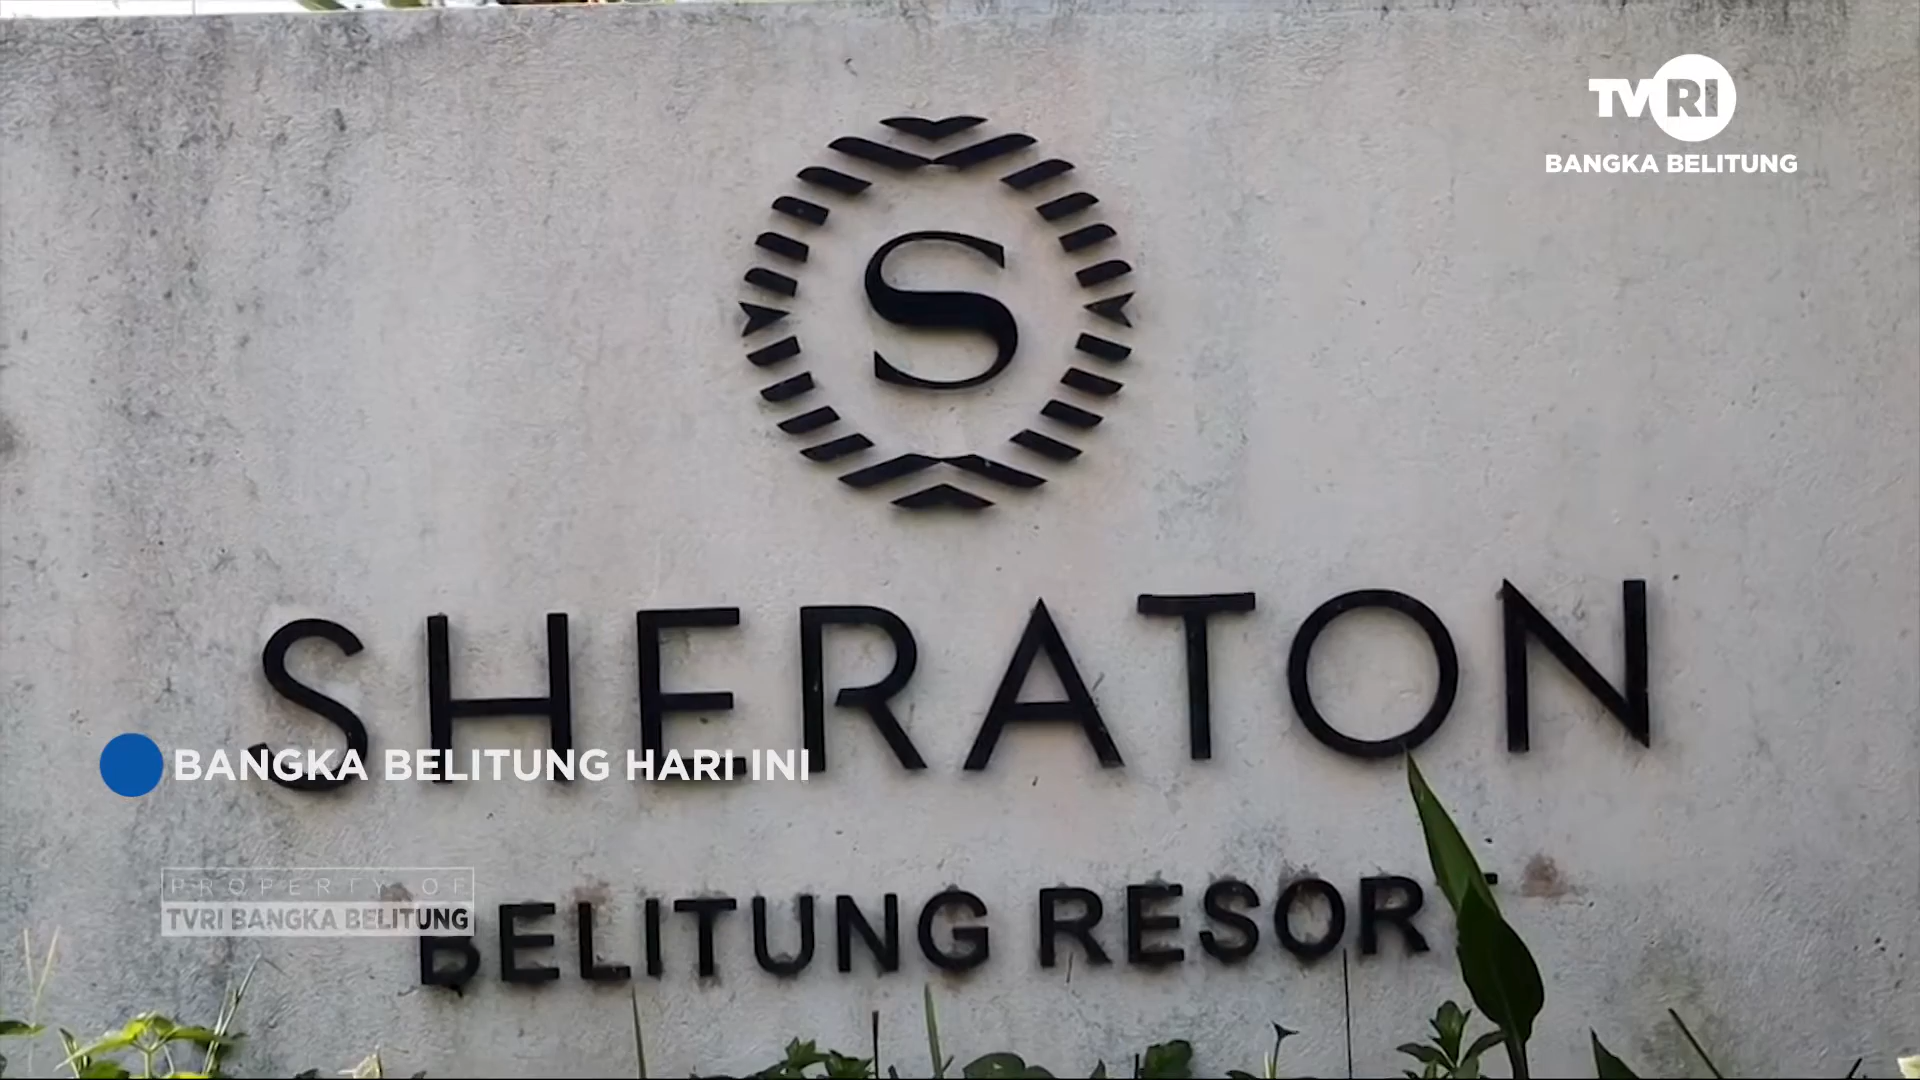 TVRI
BANGKA BELITUNG
S
SHERATON
BANGKA BELITUNG HARI INI
PROPERTY OF
TVRI BANGKA BELITUNG
BELITUNG RESORT